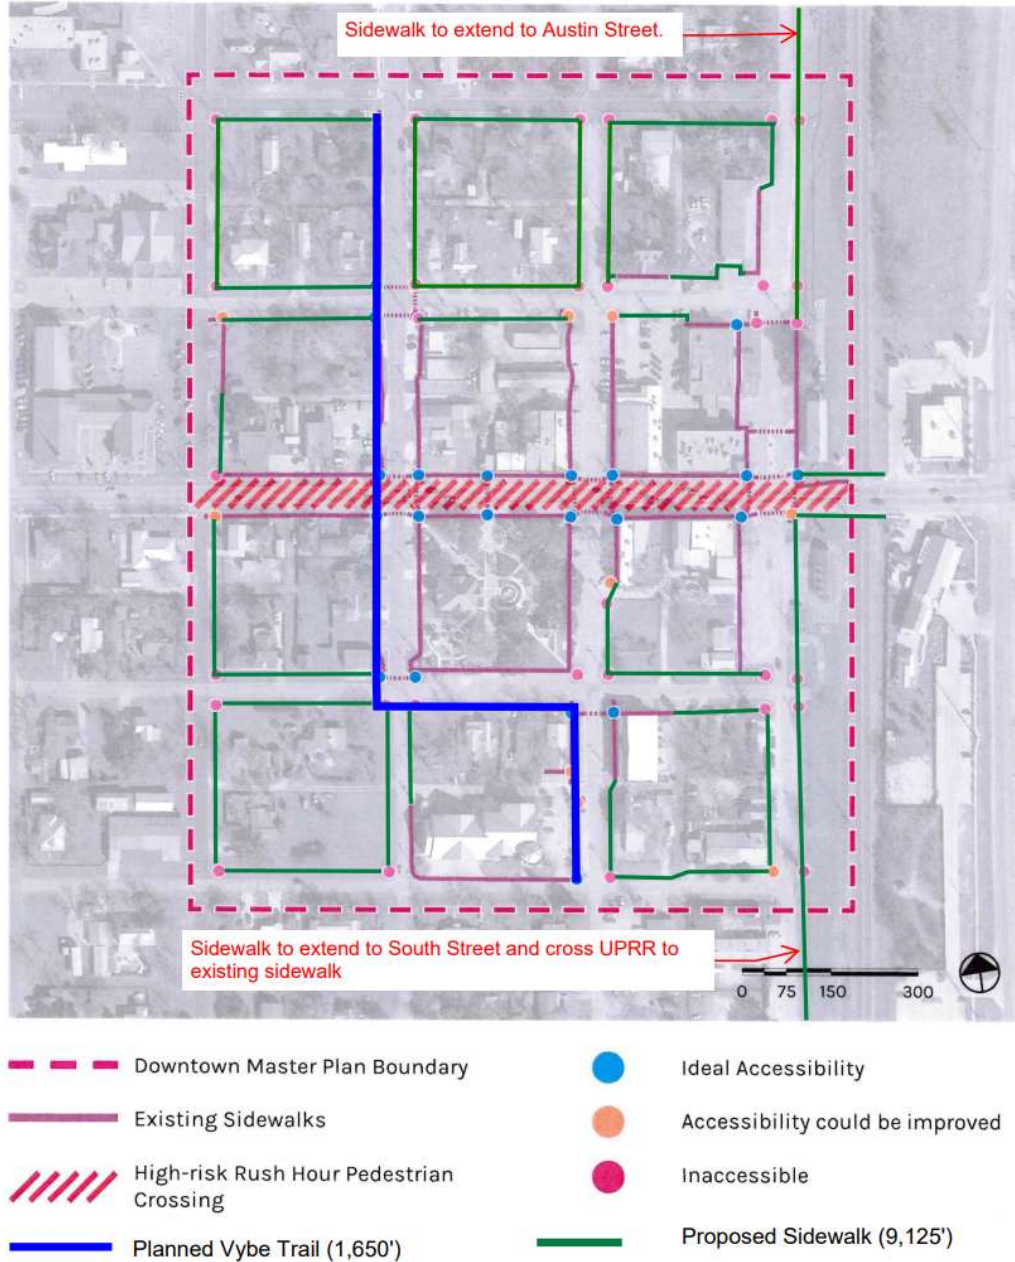 Sidewalk to extend to Austin Street.
Sidewalk to extend to South Street and cross UPRR to
existing sidewalk
0 75 150 300
Downtown Master Plan Boundary
Existing Sidewalks
High-risk Rush Hour Pedestrian
Crossing
Planned Vybe Trail (1,650')
Ideal Accessibility
Accessibility could be improved
Inaccessible
Proposed Sidewalk (9,125')